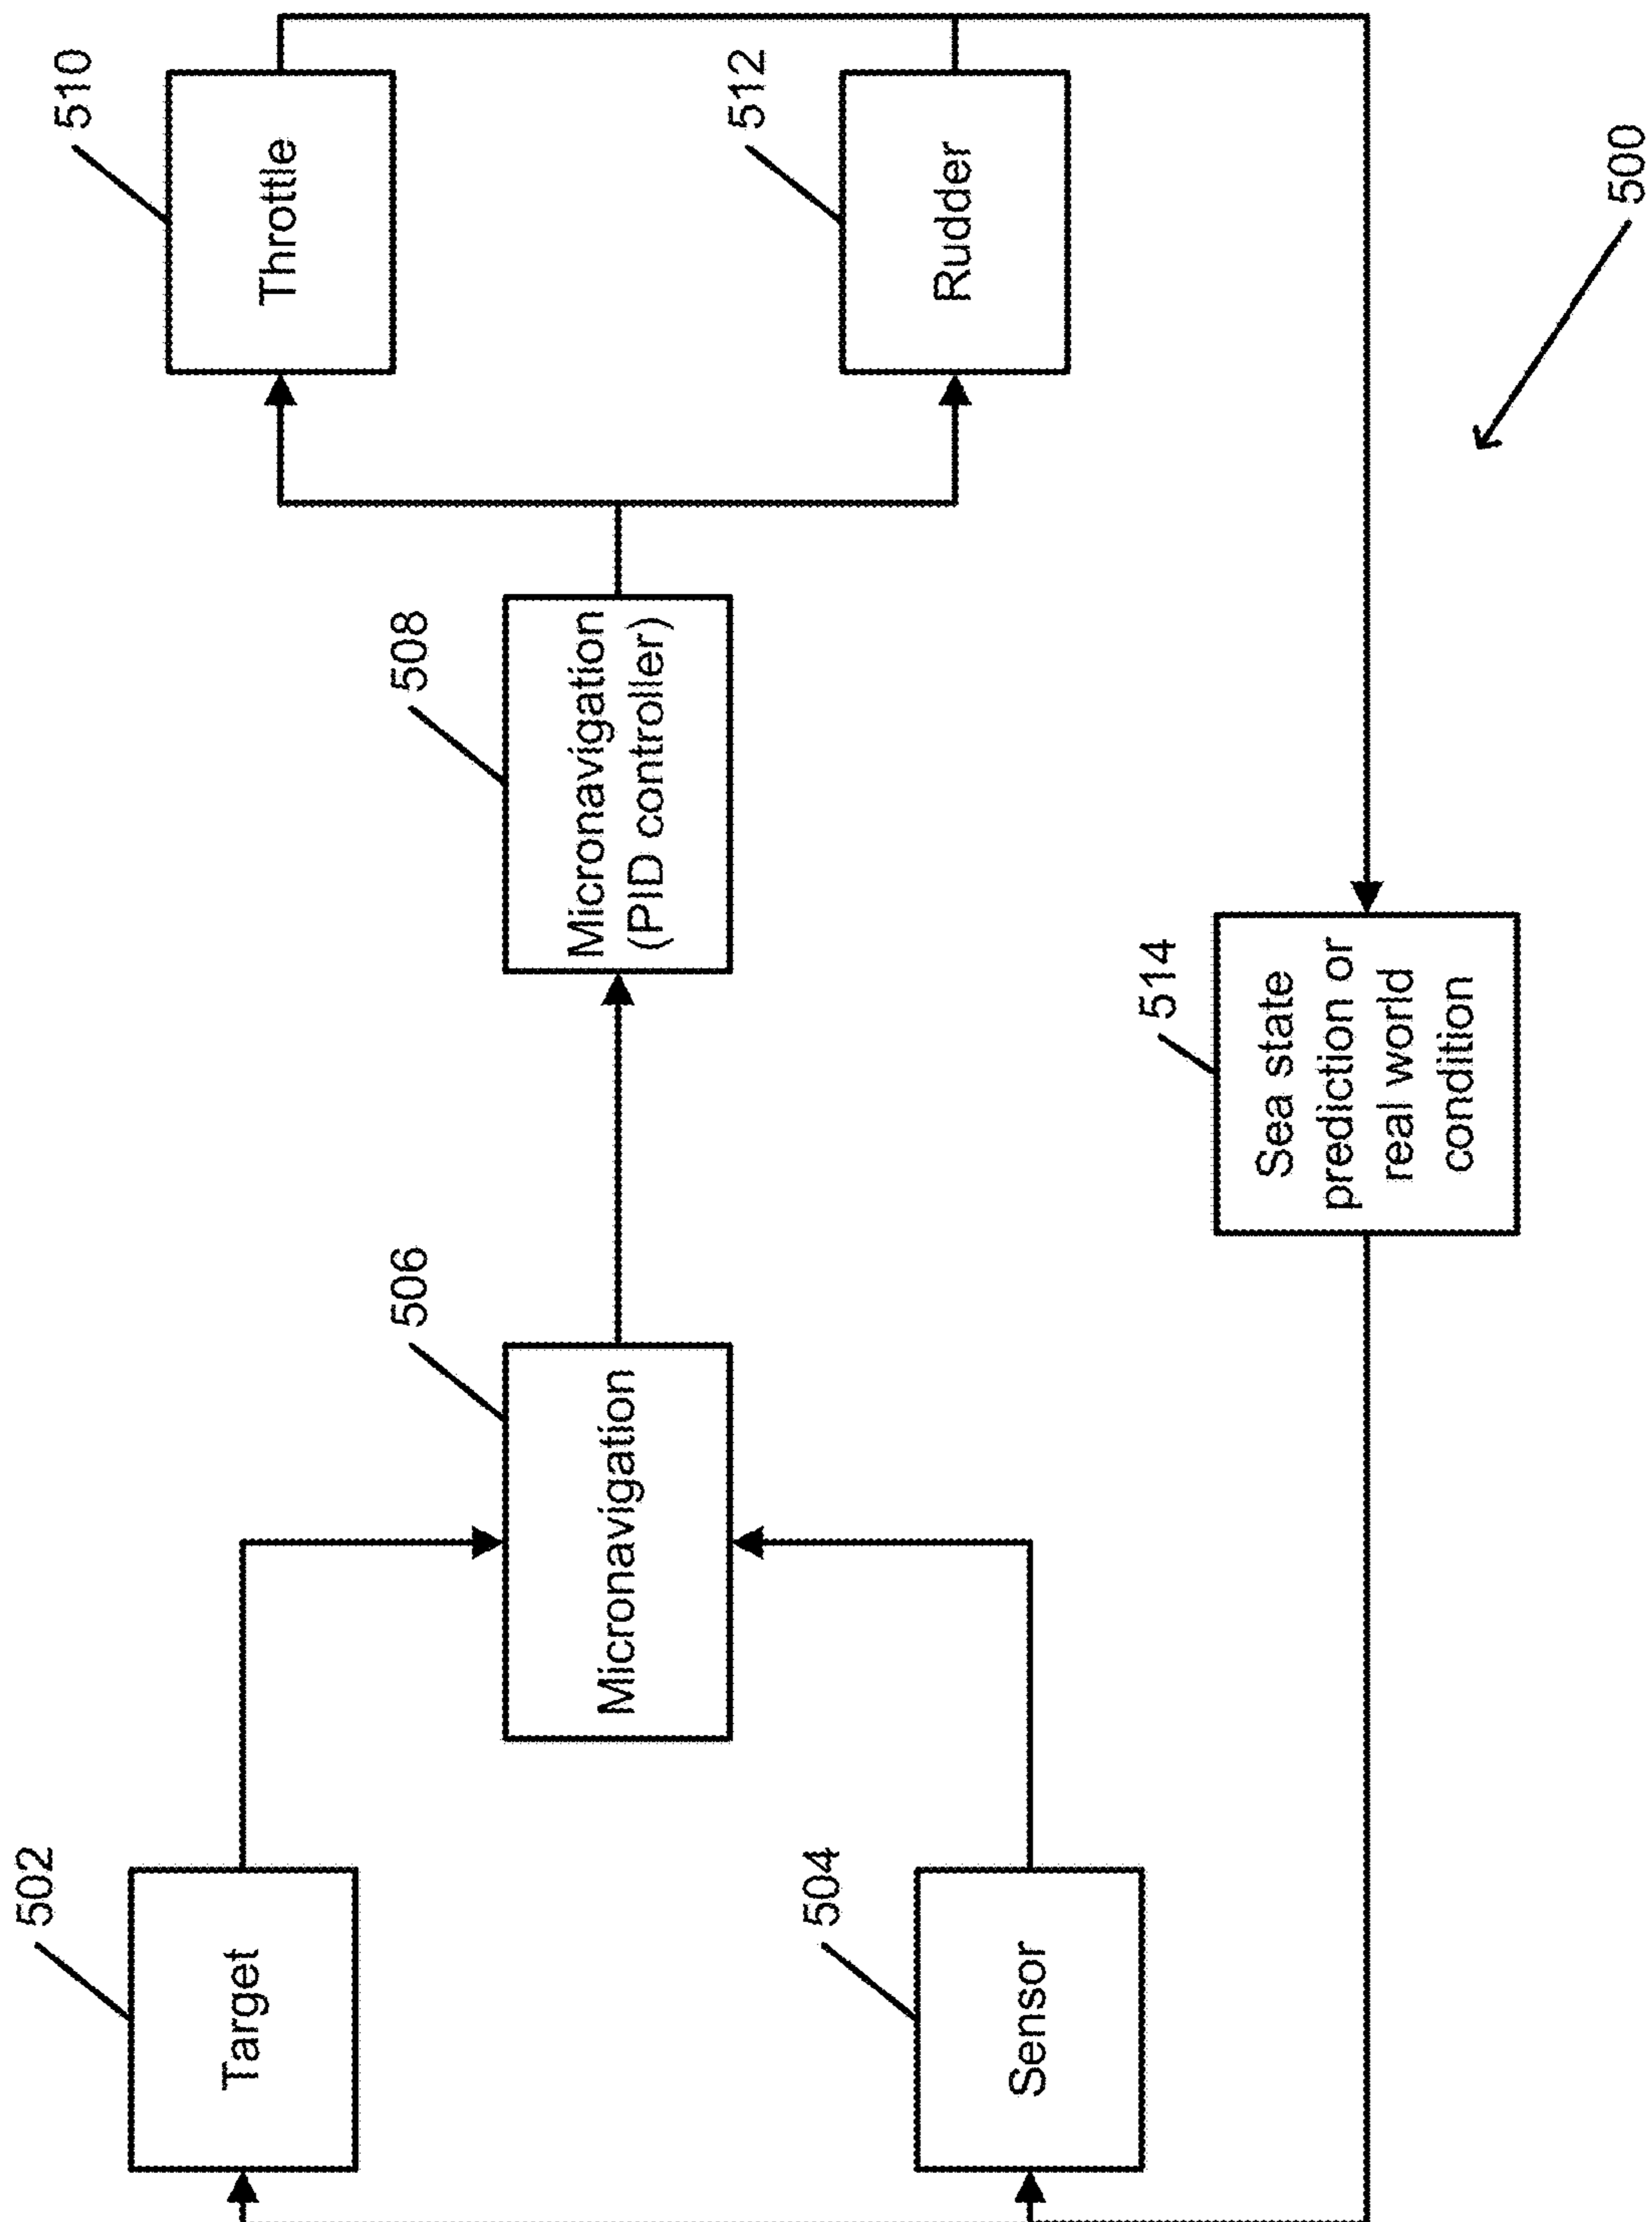 502
Target
504
Sensor
506
Micronavigation
508
Micronavigation
(PID controller)
510
Throttle
512
Rudder
514
Sea state
prediction or
real world
condition
500